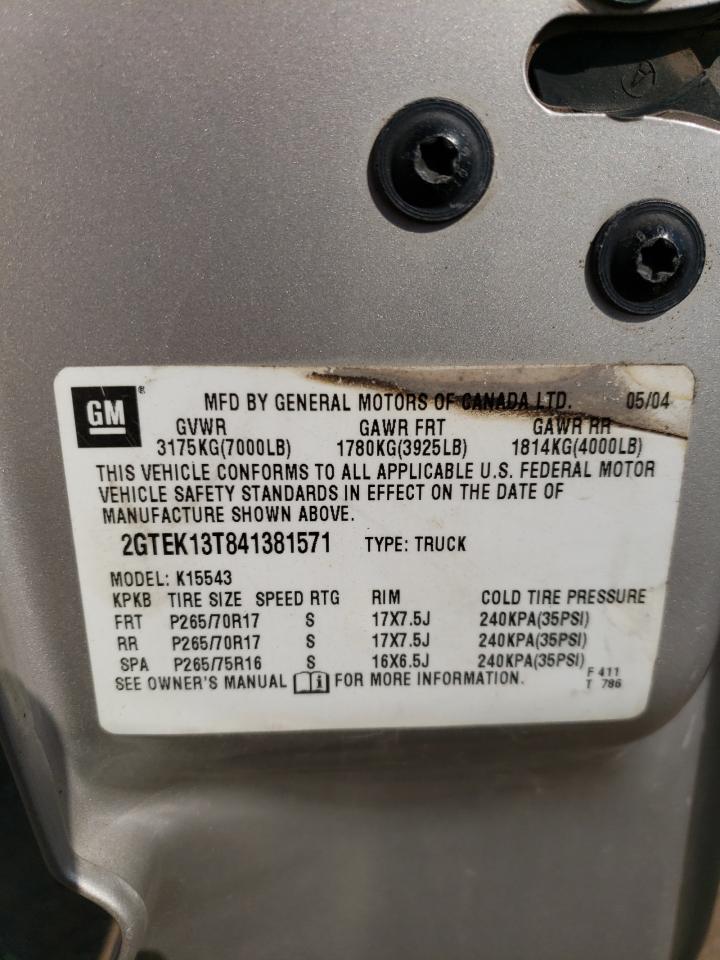 GM ®
MFD BY GENERAL MOTORS OF CANADA LTD. 05/04
GVWR GAWR FRT GAWR RR
3175KG(7000LB) 1780KG(3925LB) 1814KG(4000LB)
THIS VEHICLE CONFORMS TO ALL APPLICABLE U.S. FEDERAL MOTOR
VEHICLE SAFETY STANDARDS IN EFFECT ON THE DATE OF
MANUFACTURE SHOWN ABOVE.
2GTEK13T841381571 TYPE: TRUCK
MODEL: K15543
KPKB TIRE SIZE SPEED RTG RIM COLD TIRE PRESSURE
FRT P265/70R17 S 17X7.5J 240KPA(35PSI)
RR P265/70R17 S 17X7.5J 240KPA(35PSI)
SPA P265/75R16 S 16X6.5J 240KPA(35PSI)
SEE OWNER'S MANUAL i FOR MORE INFORMATION. F 411
T 786